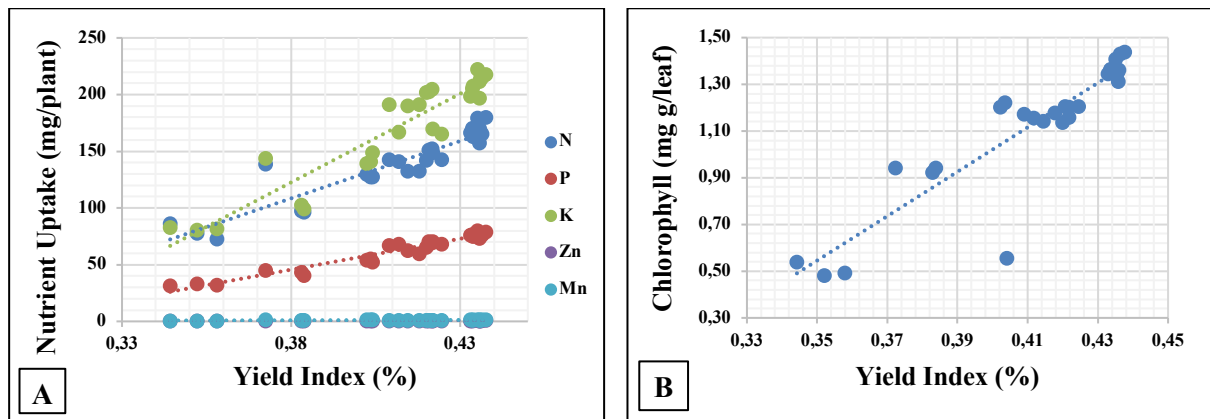 250
200
150
100
50
0
0,33
0,38
0,43
Nutrient Uptake (mg/plant)
Yield Index (%)
N
P
K
Zn
Mn
A
1,50
1,30
1,10
0,90
0,70
0,50
0,30
0,33
0,35
0,37
0,39
0,41
0,43
0,45
Chlorophyll (mg g/leaf)
Yield Index (%)
B